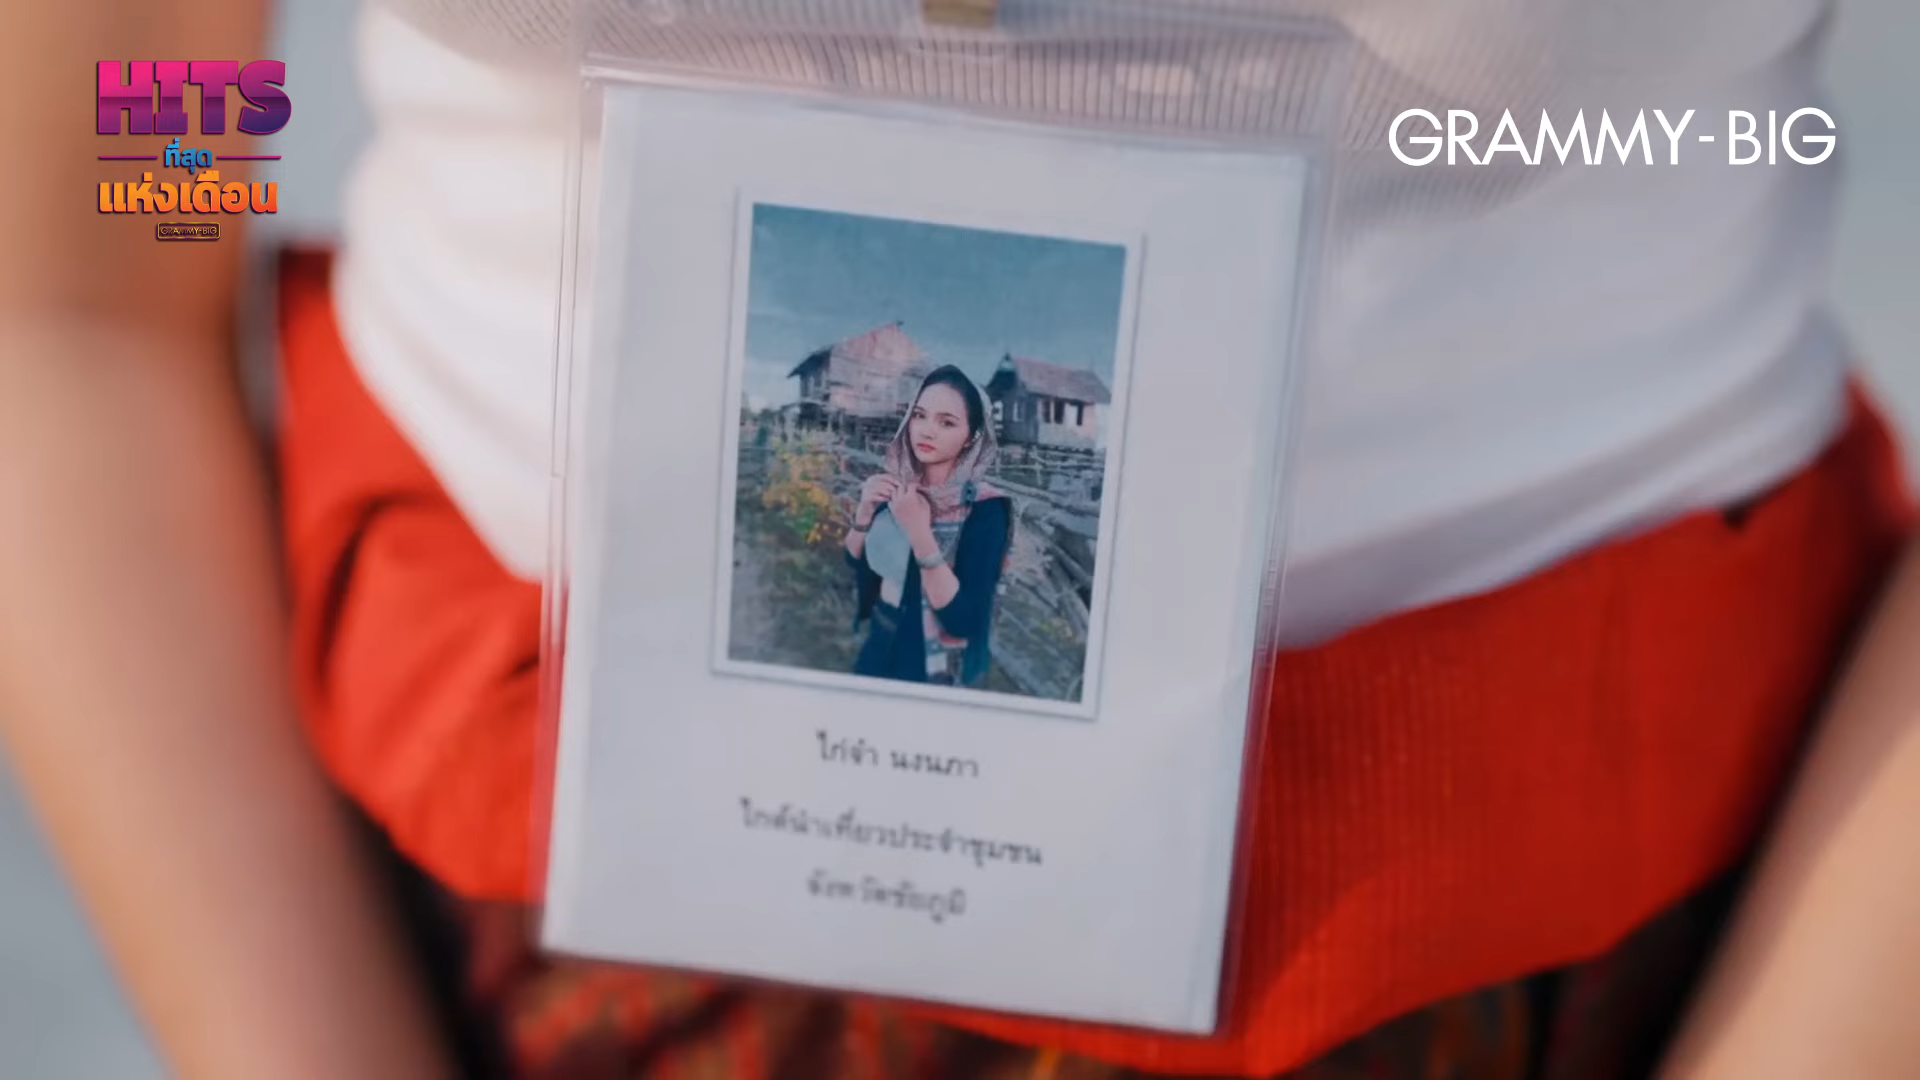 HITS
ที่สุด
แห่งเดือน
GRAMMY-BIG
GRAMMY-BIG
ไก่จ๋า นงนภา
ไกด์นำเที่ยวประจำชุมชน
จังหวัดชัยภูมิ